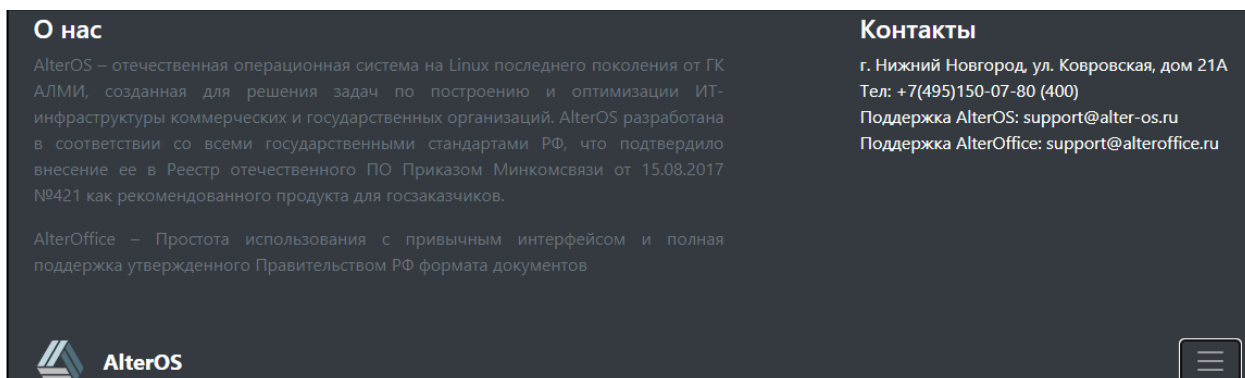 О нас
AlterOS – отечественная операционная система на Linux последнего поколения от ГК
АЛМИ, созданная для решения задач по построению и оптимизации ИТ-
инфраструктуры коммерческих и государственных организаций. AlterOS разработана
в соответствии со всеми государственными стандартами РФ, что подтвердило
внесение ее в Реестр отечественного ПО Приказом Минкомсвязи от 15.08.2017
№421 как рекомендованного продукта для госзаказчиков.
AlterOffice – Простота использования с привычным интерфейсом и полная
поддержка утвержденного Правительством РФ формата документов
Контакты
г. Нижний Новгород, ул. Ковровская, дом 21А
Тел: +7(495)150-07-80 (400)
Поддержка AlterOS: support@alter-os.ru
Поддержка AlterOffice: support@alteroffice.ru
AlterOS